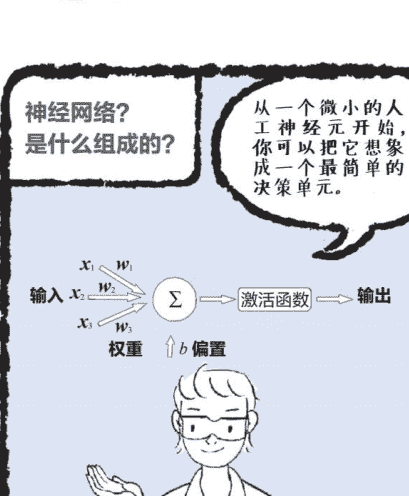 神经网络?
是什么组成的?
从一个微小的人
工神经元开始,
你可以把它想象
成一个最简单的
决策单元。
x₁ w₁
输入 x₂ w₂ Σ 激活函数 输出
x₃ w₃
权重 b 偏置